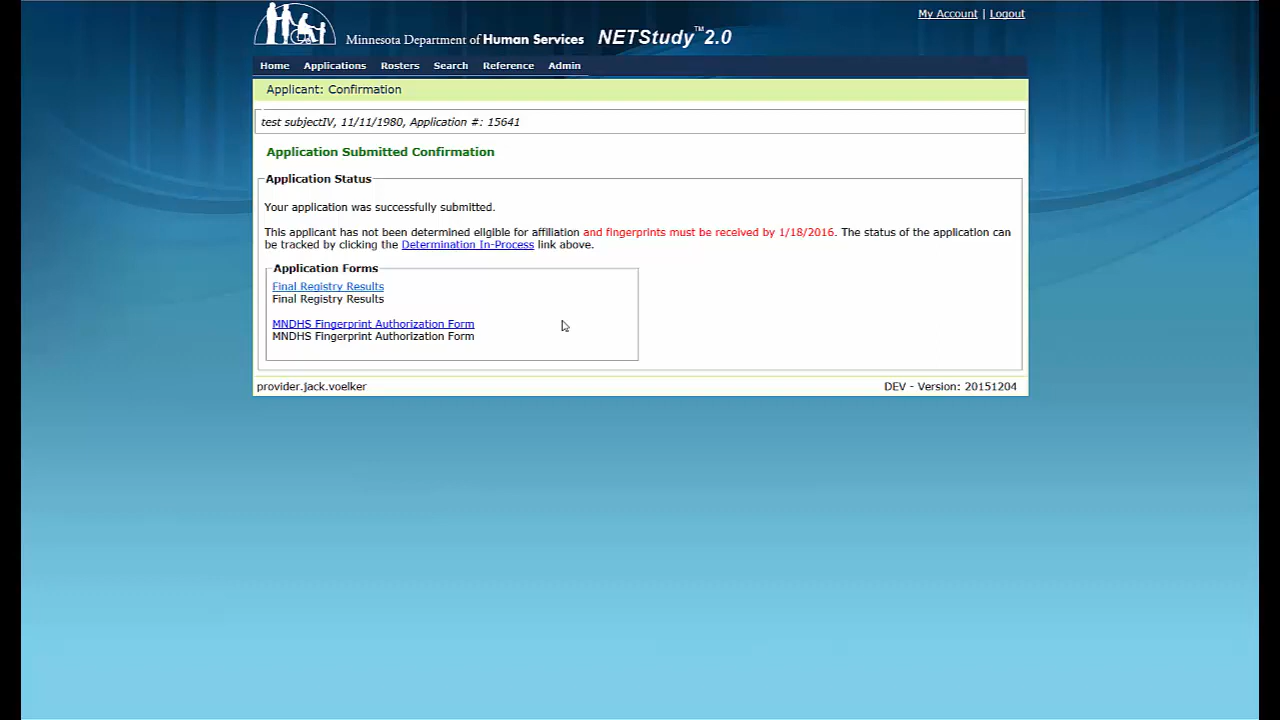 My Account | Logout
Minnesota Department of Human Services NETStudy™2.0
Home Applications Rosters Search Reference Admin
Applicant: Confirmation
test subjectIV, 11/11/1980, Application #: 15641
Application Submitted Confirmation
Application Status
Your application was successfully submitted.
This applicant has not been determined eligible for affiliation and fingerprints must be received by 1/18/2016. The status of the application can
be tracked by clicking the Determination In-Process link above.
Application Forms
Final Registry Results
Final Registry Results
MNDHS Fingerprint Authorization Form
MNDHS Fingerprint Authorization Form
provider.jack.voelker DEV - Version: 20151204